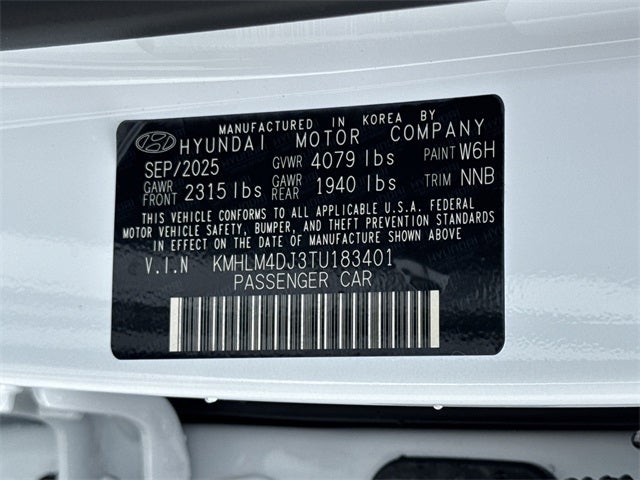 MANUFACTURED IN KOREA BY
HYUNDAI MOTOR COMPANY
SEP/2025 GVWR 4079 lbs PAINT W6H
GAWR FRONT 2315 lbs GAWR REAR 1940 lbs TRIM NNB
THIS VEHICLE CONFORMS TO ALL APPLICABLE U.S.A. FEDERAL
MOTOR VEHICLE SAFETY, BUMPER, AND THEFT PREVENTION STANDARDS
IN EFFECT ON THE DATE OF MANUFACTURE SHOWN ABOVE
V.I.N KMHLM4DJ3TU183401
PASSENGER CAR